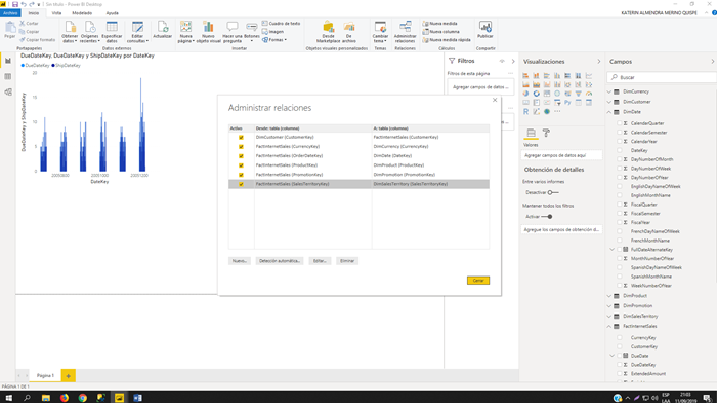 Sin título - Power BI Desktop
KATERIN ALMENDRA MERINO QUISPE
Archivo Inicio Vista Modelado Ayuda
Pegar
Cortar
Copiar
Copiar formato
Portapapeles
Obtener datos
Orígenes recientes
Especificar datos
Editar consultas
Datos externos
Actualizar
Nueva página
Nuevo objeto visual
Hacer una pregunta
Botones
Cuadro de texto
Imagen
Formas
Insertar
Desde Marketplace
De archivo
Objetos visuales personalizados
Cambiar tema
Temas
Administrar relaciones
Relaciones
Nueva medida
Nueva columna
Nueva medida rápida
Cálculos
Publicar
Compartir
DueDateKey y ShipDateKey por DateKey
DueDateKey ShipDateKey
DueDateKey y ShipDateKey
20
15
10
5
0
DateKey
Filtros
Filtros de esta página
Agregar campos de datos ...
Administrar relaciones
Activo Desde: tabla (columna) A: tabla (columna)
DimCustomer (CustomerKey) FactInternetSales (CustomerKey)
FactInternetSales (CurrencyKey) DimCurrency (CurrencyKey)
FactInternetSales (OrderDateKey) DimDate (DateKey)
FactInternetSales (ProductKey) DimProduct (ProductKey)
FactInternetSales (PromotionKey) DimPromotion (PromotionKey)
FactInternetSales (SalesTerritoryKey) DimSalesTerritory (SalesTerritoryKey)
Nuevo... Detección automática... Editar... Eliminar
Cerrar
Visualizaciones
Valores
Agregar campos de datos aquí
Obtención de detalles
Entre varios informes
Desactivar
Mantener todos los filtros
Activar
Agregue los campos de obtención d...
Campos
Buscar
DimCurrency
DimCustomer
DimDate
CalendarQuarter
CalendarSemester
CalendarYear
DateKey
DayNumberOfMonth
DayNumberOfWeek
DayNumberOfYear
EnglishDayNameOfWeek
EnglishMonthName
FiscalQuarter
FiscalSemester
FiscalYear
FrenchDayNameOfWeek
FrenchMonthName
FullDateAlternateKey
MonthNumberOfYear
SpanishDayNameOfWeek
SpanishMonthName
WeekNumberOfYear
DimProduct
DimPromotion
DimSalesTerritory
FactInternetSales
CurrencyKey
CustomerKey
DueDate
DueDateKey
ExtendedAmount
Página 1
PÁGINA 1 DE 1
ESP
LAA
21:03
11/09/2019